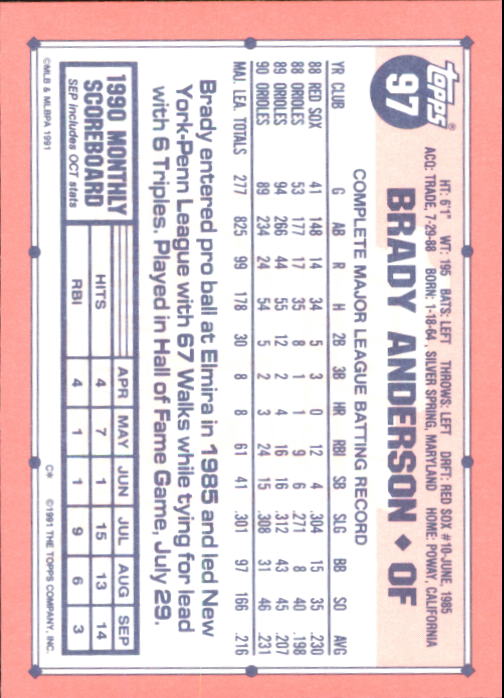 topps®
97
HT: 6'1" WT: 195 BATS: LEFT THROWS: LEFT DRFT: RED SOX #10-JUNE, 1985
ACQ: TRADE, 7-29-88 BORN: 1-18-64, SILVER SPRING, MARYLAND HOME: POWAY, CALIFORNIA
BRADY ANDERSON ◆ OF
COMPLETE MAJOR LEAGUE BATTING RECORD
YR CLUB G AB R H 2B 3B HR RBI SB SLG BB SO AVG
88 RED SOX 41 148 14 34 5 3 0 12 4 .304 15 35 .230
88 ORIOLES 53 177 17 35 8 1 1 9 6 .271 8 40 .198
89 ORIOLES 94 266 44 55 12 2 4 16 16 .312 43 45 .207
90 ORIOLES 89 234 24 54 5 2 3 24 15 .308 31 46 .231
MAJ. LEA. TOTALS 277 825 99 178 30 8 8 61 41 .301 97 166 .216
Brady entered pro ball at Elmira in 1985 and led New
York-Penn League with 67 Walks while tying for lead
with 6 Triples. Played in Hall of Fame Game, July 29.
1990 MONTHLY
SCOREBOARD
SEP includes OCT stats
APR MAY JUN JUL AUG SEP
HITS 4 7 1 15 13 14
RBI 4 1 1 9 6 3
©MLB & MLBPA 1991
C* ©1991 THE TOPPS COMPANY, INC.